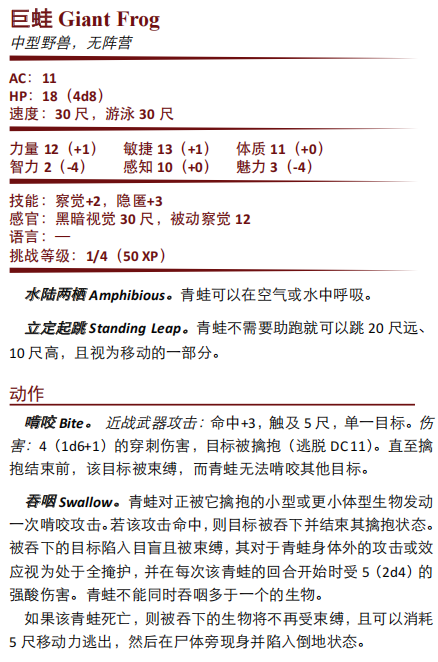 巨蛙 Giant Frog
中型野兽，无阵营
AC：11
HP：18（4d8）
速度：30 尺，游泳 30 尺
力量 12（+1） 敏捷 13（+1） 体质 11（+0）
智力 2（-4） 感知 10（+0） 魅力 3（-4）
技能：察觉+2，隐匿+3
感官：黑暗视觉 30 尺，被动察觉 12
语言：—
挑战等级：1/4（50 XP）
水陆两栖 Amphibious。青蛙可以在空气或水中呼吸。
立定起跳 Standing Leap。青蛙不需要助跑就可以跳 20 尺远、
10 尺高，且视为移动的一部分。
动作
啃咬 Bite。 近战武器攻击：命中+3，触及 5 尺，单一目标。伤
害：4（1d6+1）的穿刺伤害，目标被擒抱（逃脱 DC11）。直至擒
抱结束前，该目标被束缚，而青蛙无法啃咬其他目标。
吞咽 Swallow。青蛙对正被它擒抱的小型或更小体型生物发动
一次啃咬攻击。若该攻击命中，则目标被吞下并结束其擒抱状态。
被吞下的目标陷入目盲且被束缚，其对于青蛙身体外的攻击或效
应视为处于全掩护，并在每次该青蛙的回合开始时受 5（2d4）的
强酸伤害。青蛙不能同时吞咽多于一个的生物。
如果该青蛙死亡，则被吞下的生物将不再受束缚，且可以消耗
5 尺移动力逃出，然后在尸体旁现身并陷入倒地状态。